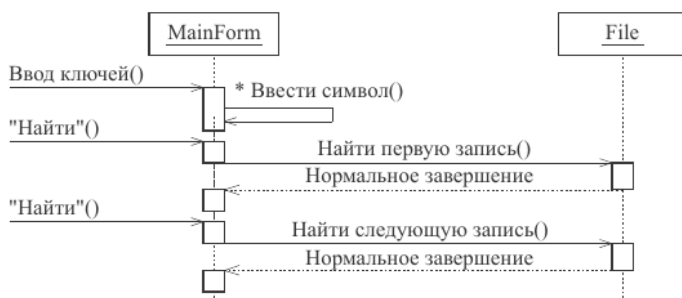 MainForm
File
Ввод ключей()
* Ввести символ()
"Найти"()
Найти первую запись()
Нормальное завершение
"Найти"()
Найти следующую запись()
Нормальное завершение